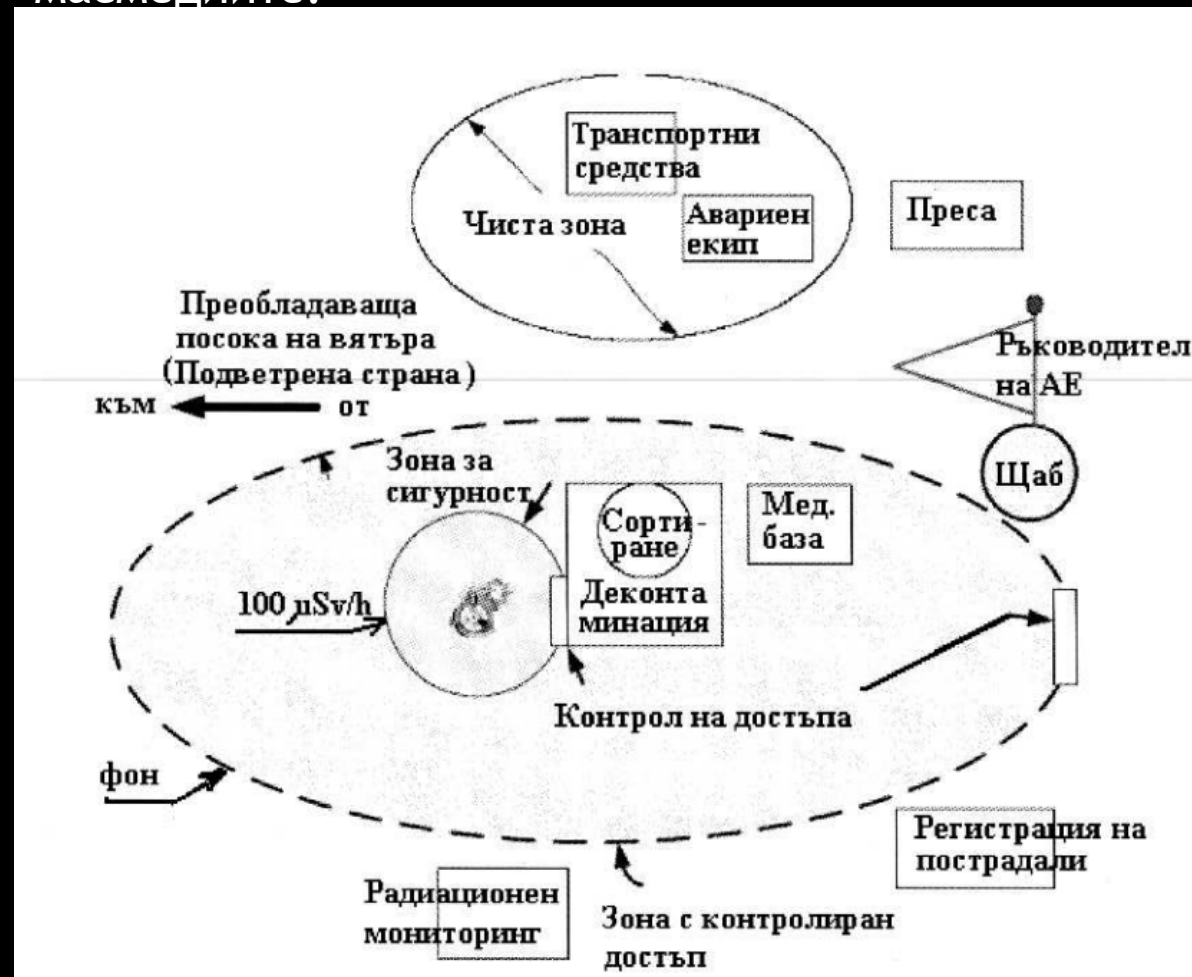 масмедиите.
Транспортни
средства
Чиста зона
Авариен
екип
Преса
Преобладаваща
посока на вятъра
(Подветрена страна)
към
от
Ръководител
на АЕ
Щаб
Зона за
сигурност
Сорти-
ране
Мед.
база
100 µSv/h
Деконта
минация
Контрол на достъпа
фон
Регистрация на
пострадали
Радиационен
мониторинг
Зона с контролиран
достъп